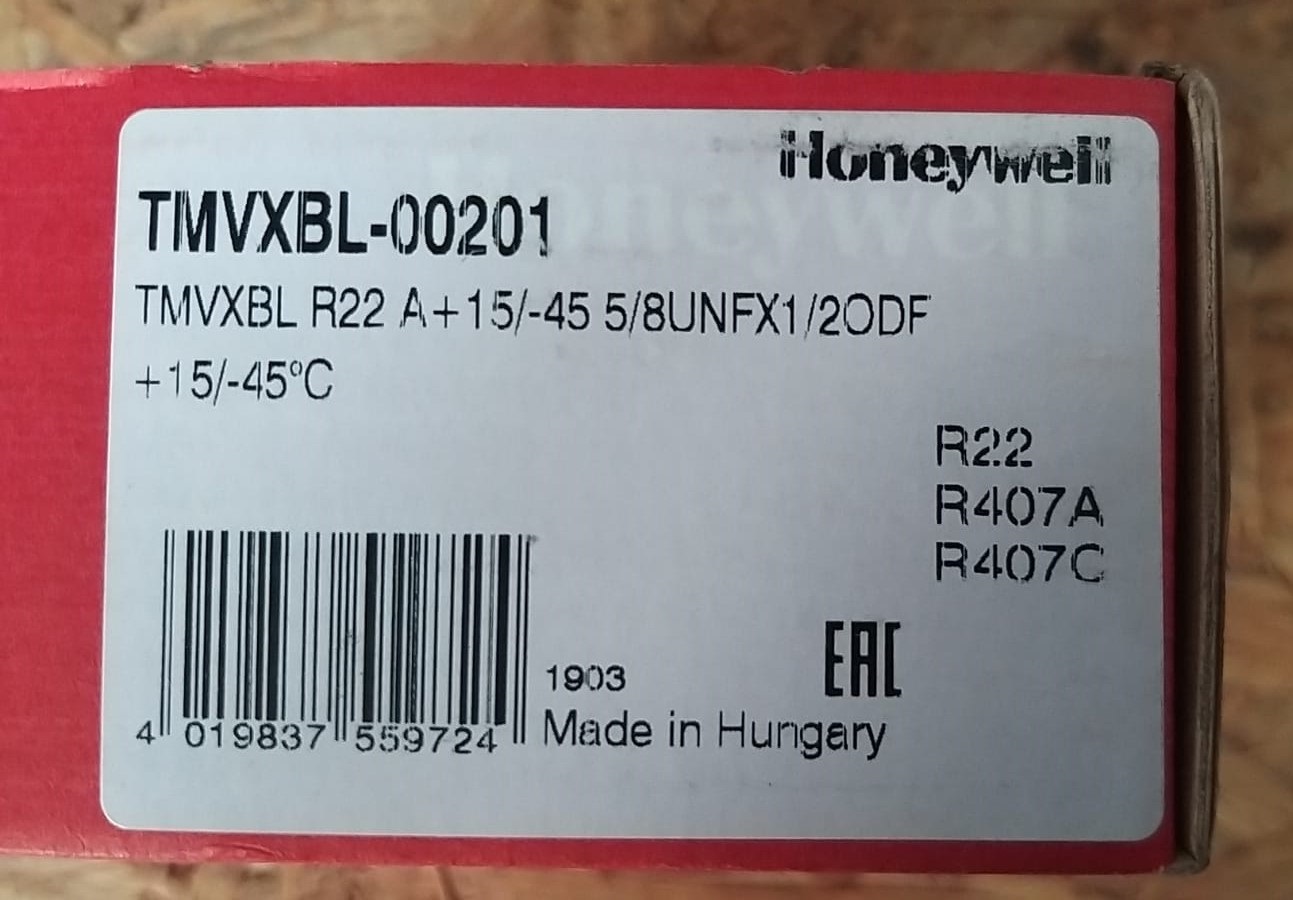 Honeywell
TMVXBL-00201
TMVXBL R22 A+15/-45 5/8UNFX1/2ODF
+15/-45°C
R22
R407A
R407C
EAC
1903
4 019837 559724
Made in Hungary